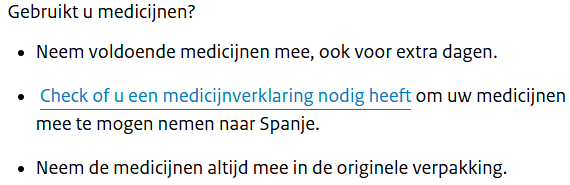 Gebruikt u medicijnen?
• Neem voldoende medicijnen mee, ook voor extra dagen.
• Check of u een medicijnverklaring nodig heeft om uw medicijnen
mee te mogen nemen naar Spanje.
• Neem de medicijnen altijd mee in de originele verpakking.